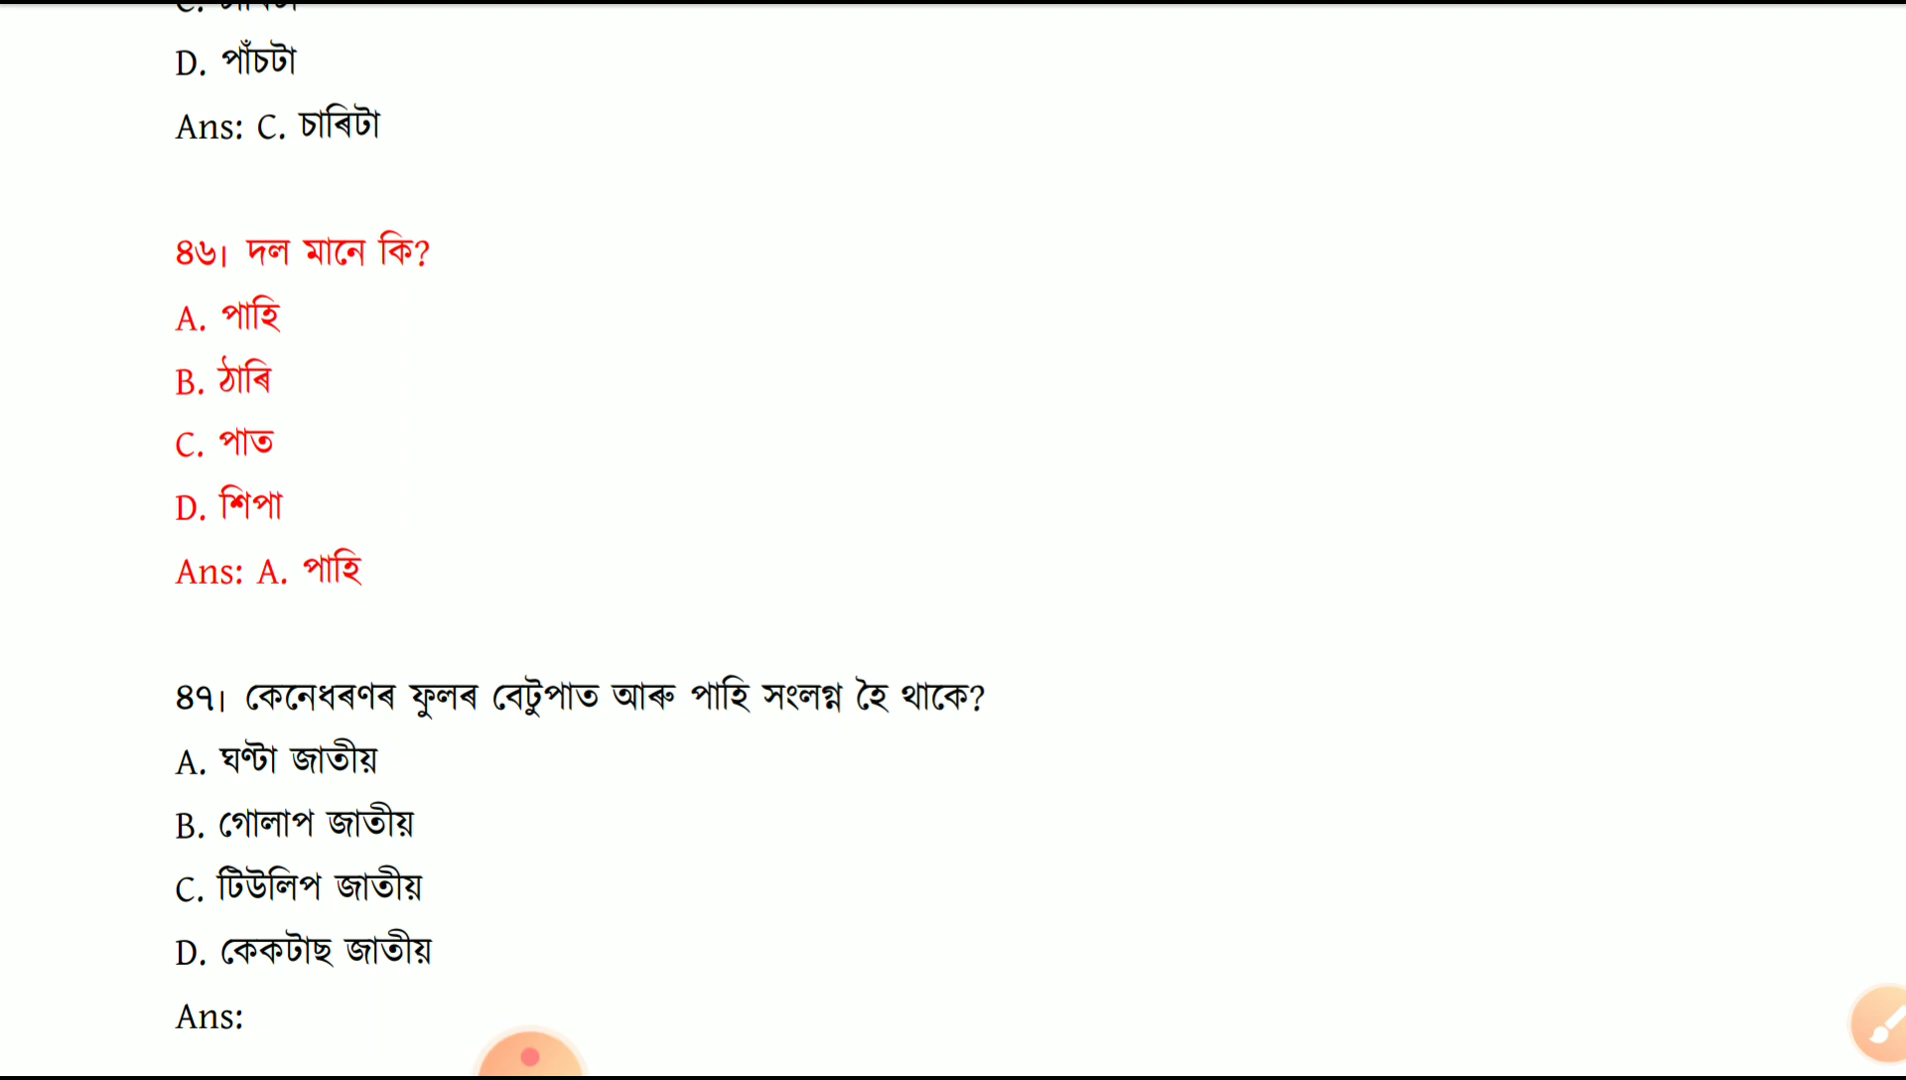 D. পাঁচটা
Ans: C. চাৰিটা
৪৬। দল মানে কি?
A. পাহি
B. ঠাৰি
C. পাত
D. শিপা
Ans: A. পাহি
৪৭। কেনেধৰণৰ ফুলৰ বেটুপাত আৰু পাহি সংলগ্ন হৈ থাকে?
A. ঘণ্টা জাতীয়
B. গোলাপ জাতীয়
C. টিউলিপ জাতীয়
D. কেকটাছ জাতীয়
Ans: